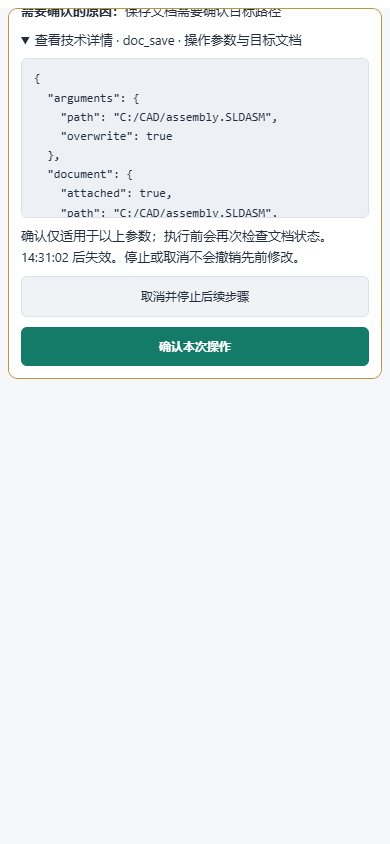 需要确认的原因：保存文档需要确认目标路径
▼ 查看技术详情 · doc_save · 操作参数与目标文档
{
  "arguments": {
    "path": "C:/CAD/assembly.SLDASM",
    "overwrite": true
  },
  "document": {
    "attached": true,
    "path": "C:/CAD/assembly.SLDASM",
确认仅适用于以上参数；执行前会再次检查文档状态。
14:31:02 后失效。停止或取消不会撤销先前修改。
取消并停止后续步骤
确认本次操作